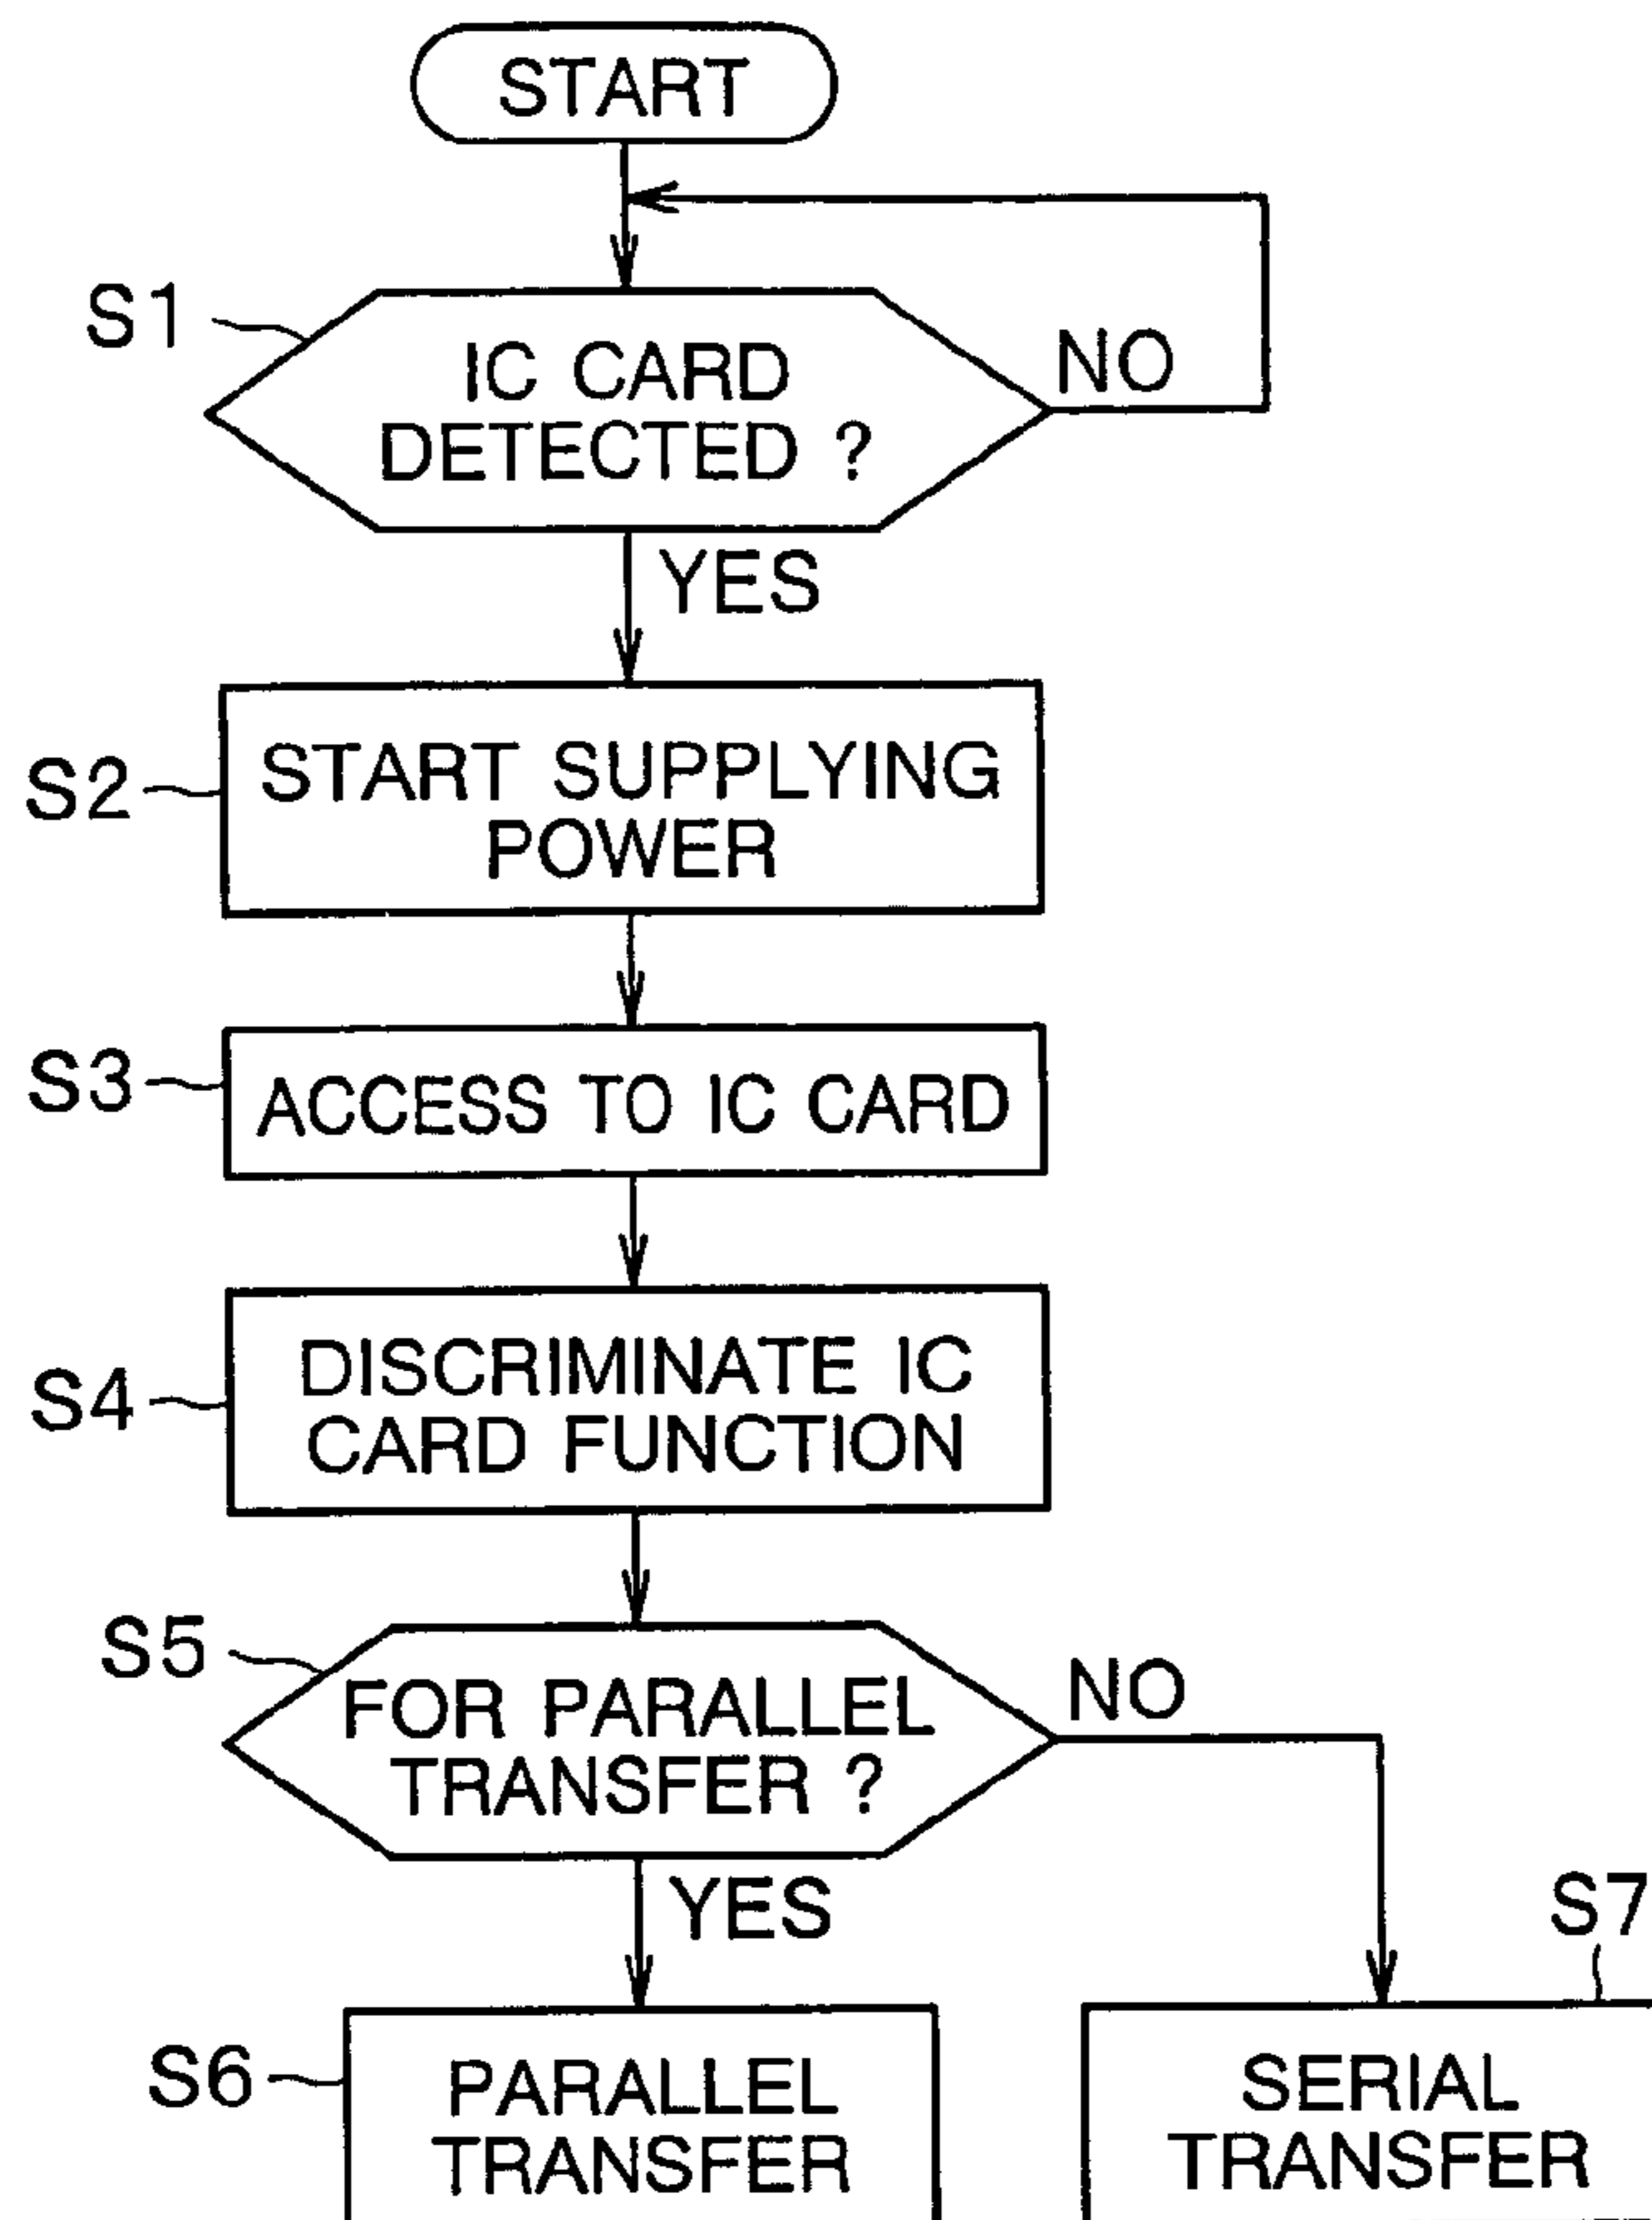 START
S1
IC CARD
DETECTED ?
NO
YES
S2
START SUPPLYING
POWER
S3
ACCESS TO IC CARD
S4
DISCRIMINATE IC
CARD FUNCTION
S5
FOR PARALLEL
TRANSFER ?
NO
YES
S7
S6
PARALLEL
TRANSFER
SERIAL
TRANSFER